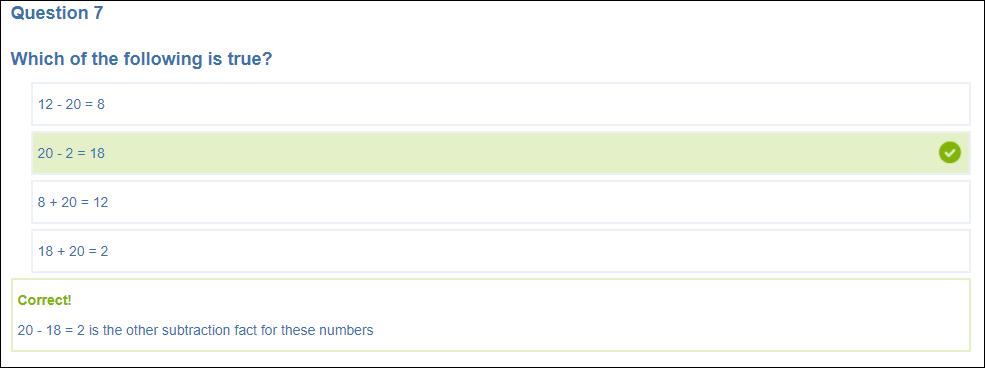 Question 7
Which of the following is true?
12 - 20 = 8
20 - 2 = 18
8 + 20 = 12
18 + 20 = 2
Correct!
20 - 18 = 2 is the other subtraction fact for these numbers